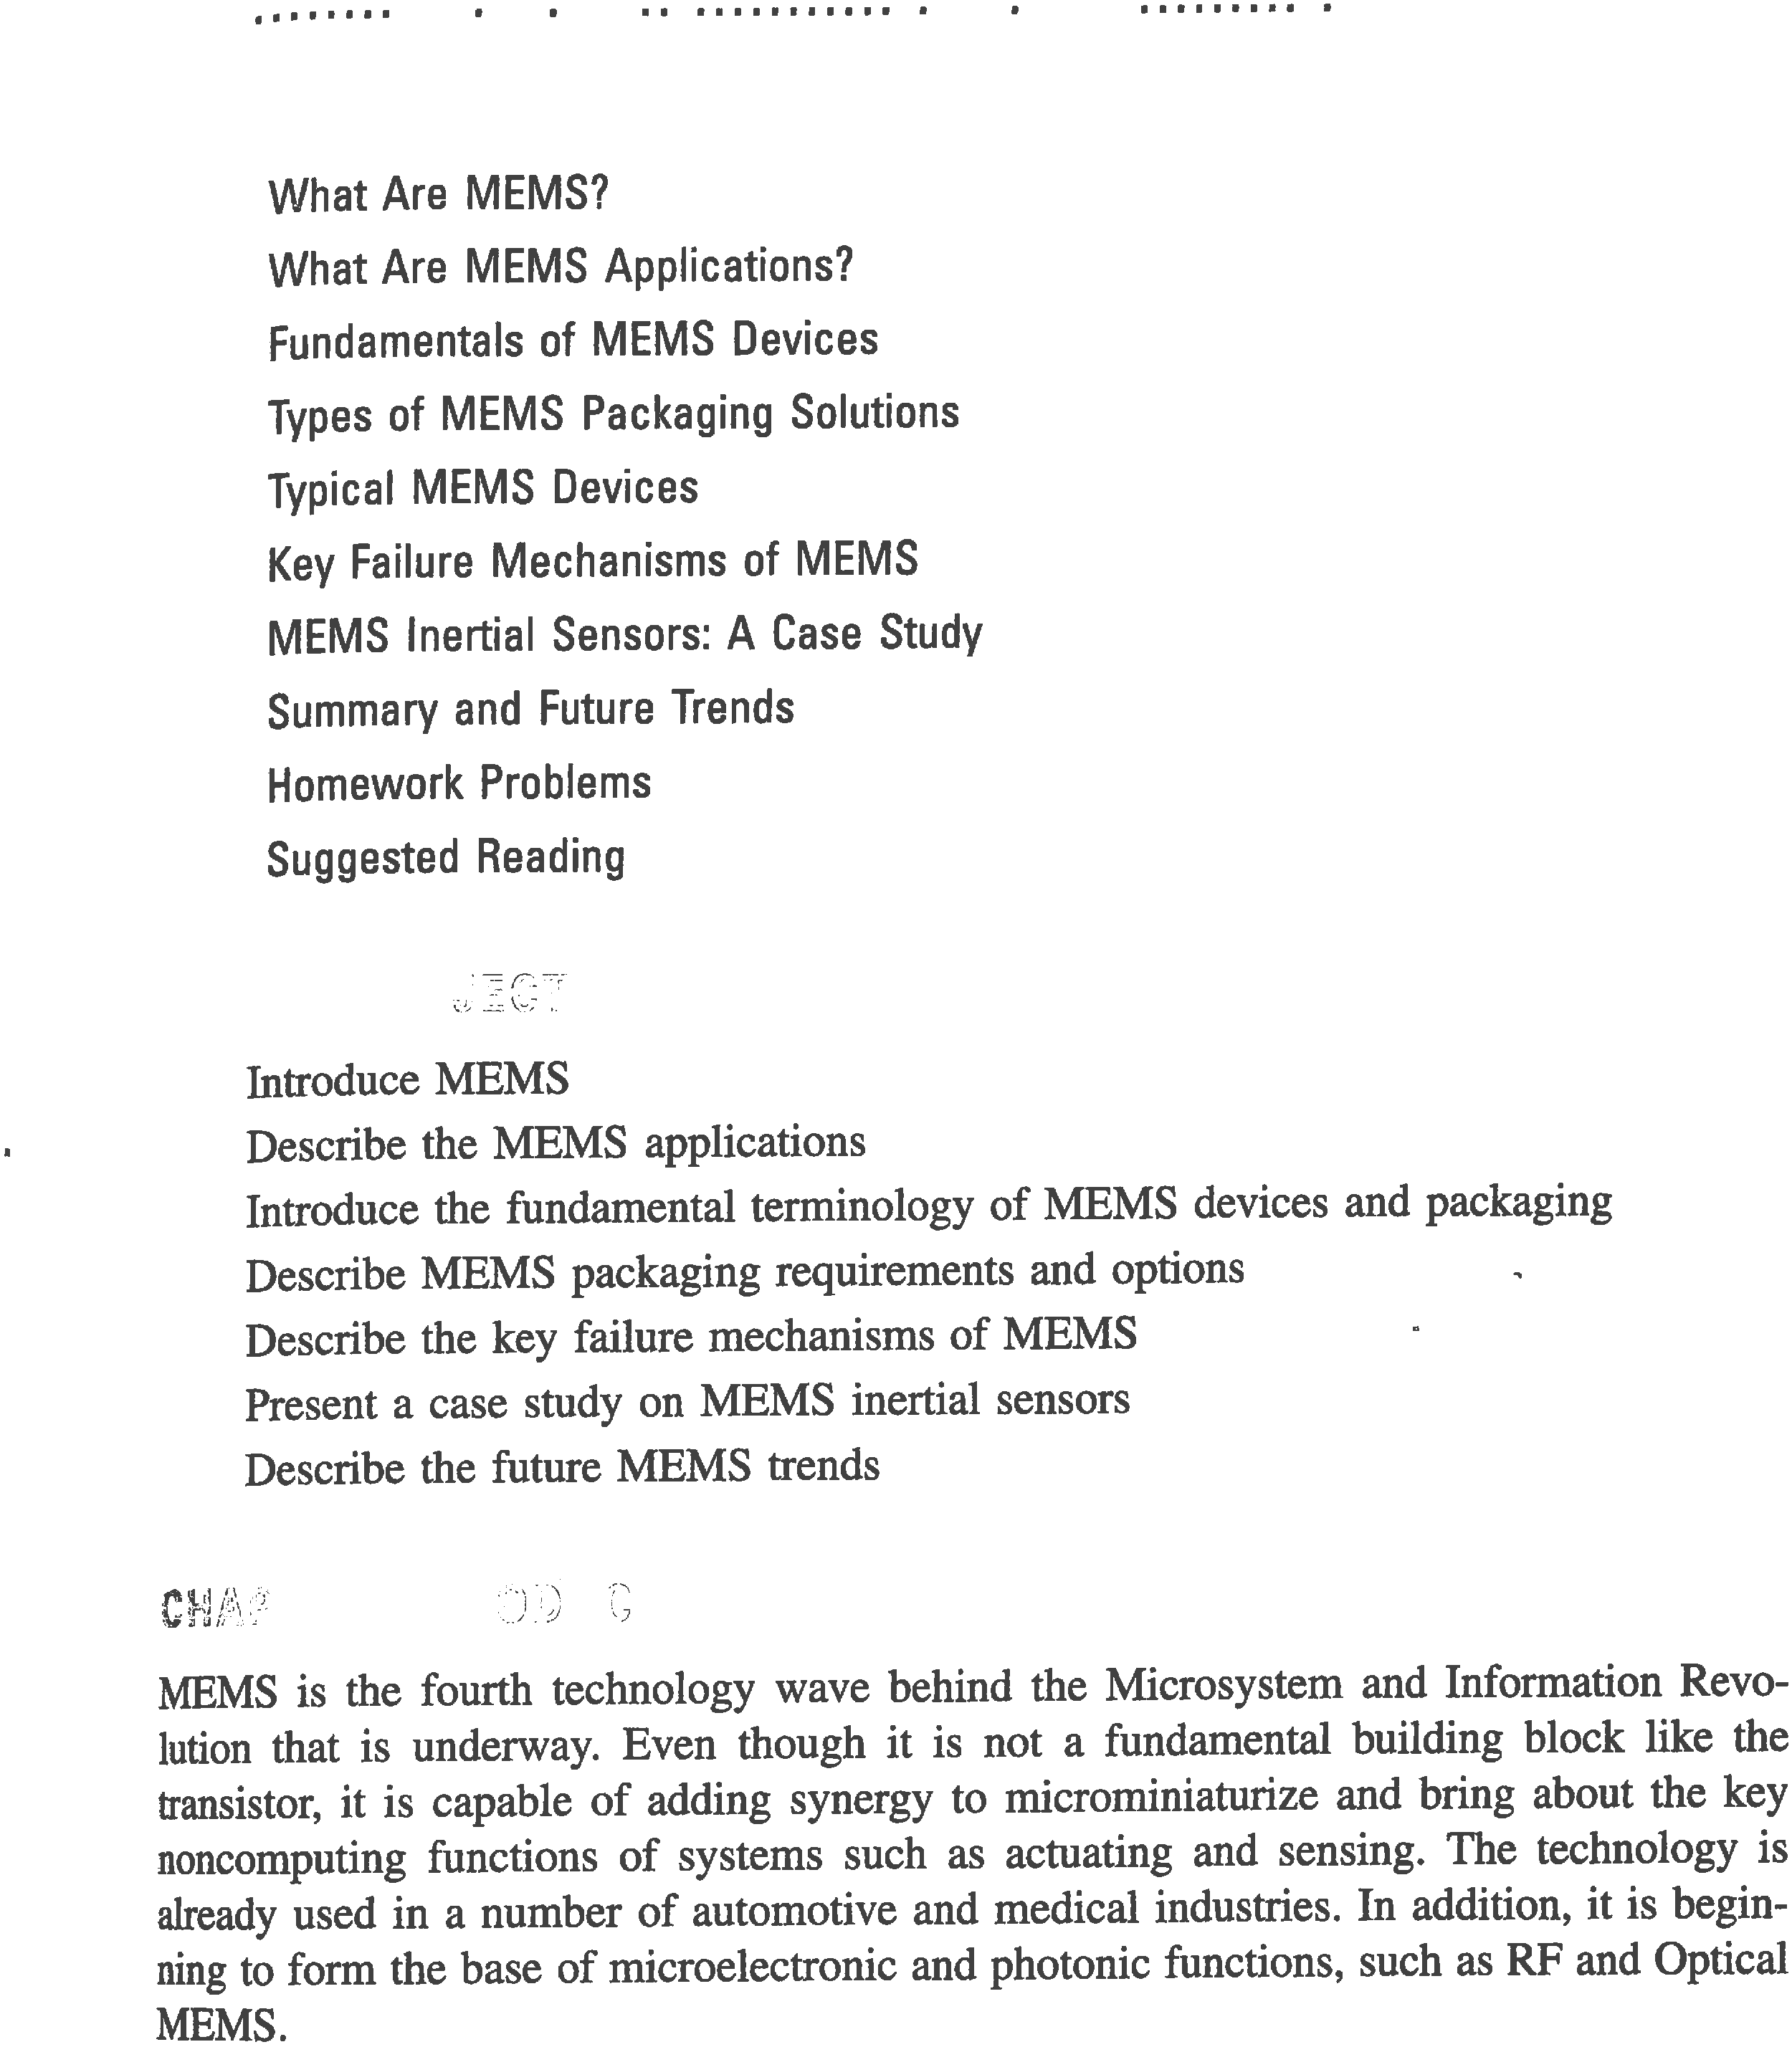 What Are MEMS?
What Are MEMS Applications?
Fundamentals of MEMS Devices
Types of MEMS Packaging Solutions
Typical MEMS Devices
Key Failure Mechanisms of MEMS
MEMS Inertial Sensors: A Case Study
Summary and Future Trends
Homework Problems
Suggested Reading
Introduce MEMS
Describe the MEMS applications
Introduce the fundamental terminology of MEMS devices and packaging
Describe MEMS packaging requirements and options
Describe the key failure mechanisms of MEMS
Present a case study on MEMS inertial sensors
Describe the future MEMS trends
MEMS is the fourth technology wave behind the Microsystem and Information Revo-
lution that is underway. Even though it is not a fundamental building block like the
transistor, it is capable of adding synergy to microminiaturize and bring about the key
noncomputing functions of systems such as actuating and sensing. The technology is
already used in a number of automotive and medical industries. In addition, it is begin-
ning to form the base of microelectronic and photonic functions, such as RF and Optical
MEMS.